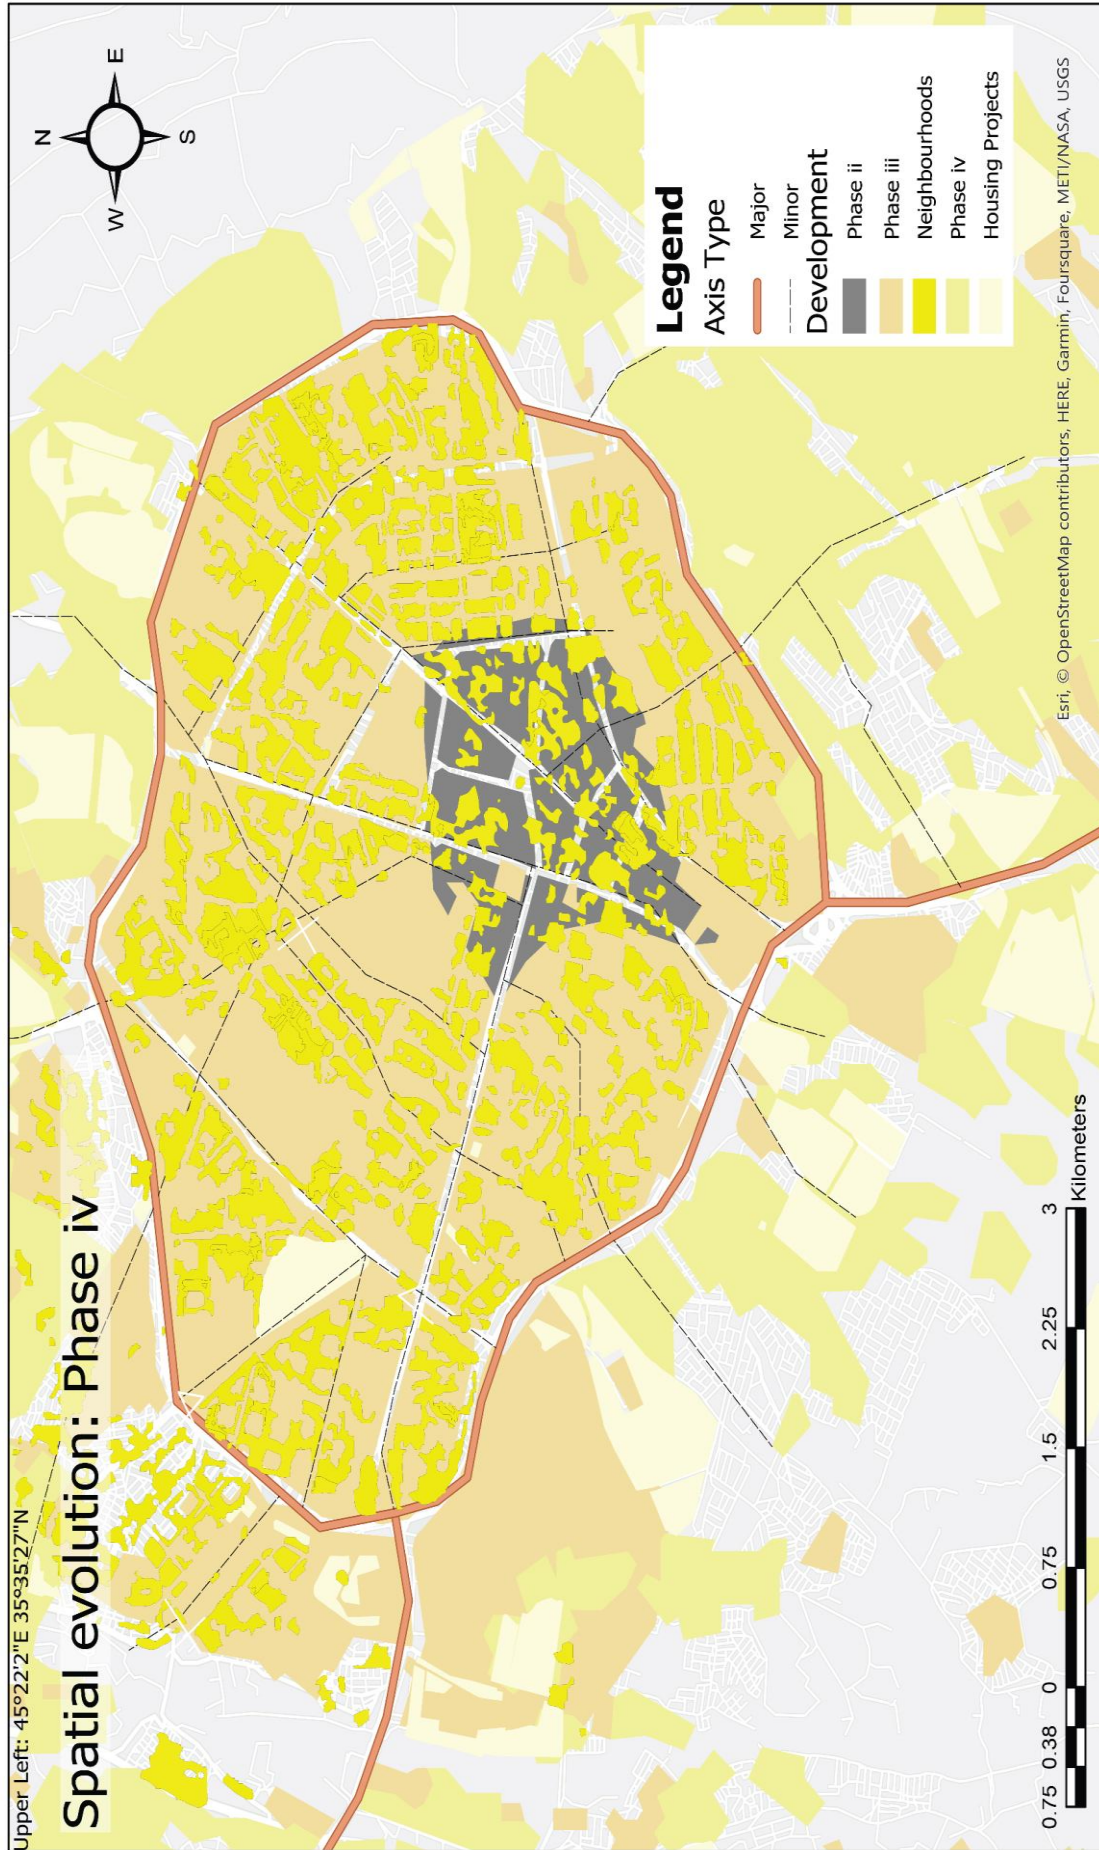 Upper Left: 45°22'2"E 35°35'27"N
Spatial evolution: Phase iv
N
W
E
S
Legend
Axis Type
Major
Minor
Development
Phase ii
Phase iii
Neighbourhoods
Phase iv
Housing Projects
0.75 0.38 0 0.75 1.5 2.25 3
Kilometers
Esri, © OpenStreetMap contributors, HERE, Garmin, Foursquare, METI/NASA, USGS